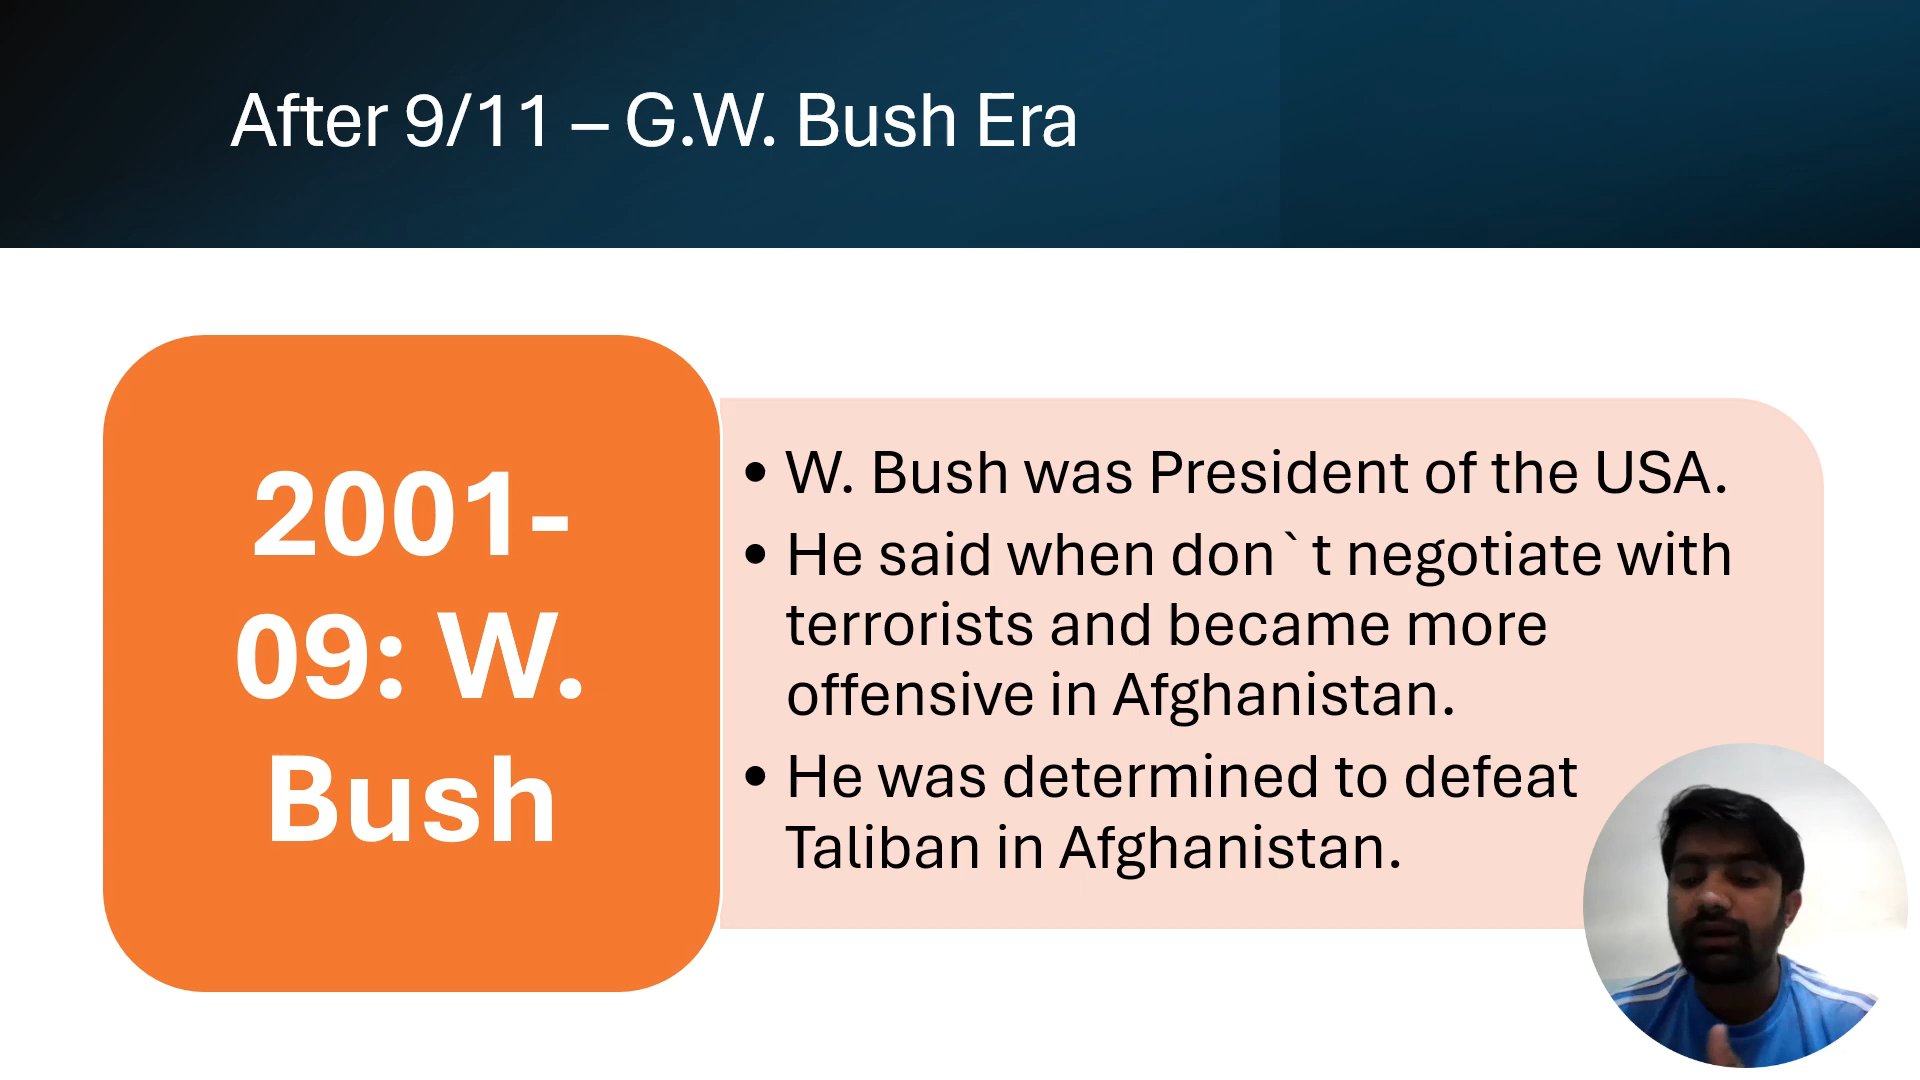 After 9/11 – G.W. Bush Era
2001-
09: W.
Bush
• W. Bush was President of the USA.
• He said when don`t negotiate with
terrorists and became more
offensive in Afghanistan.
• He was determined to defeat
Taliban in Afghanistan.